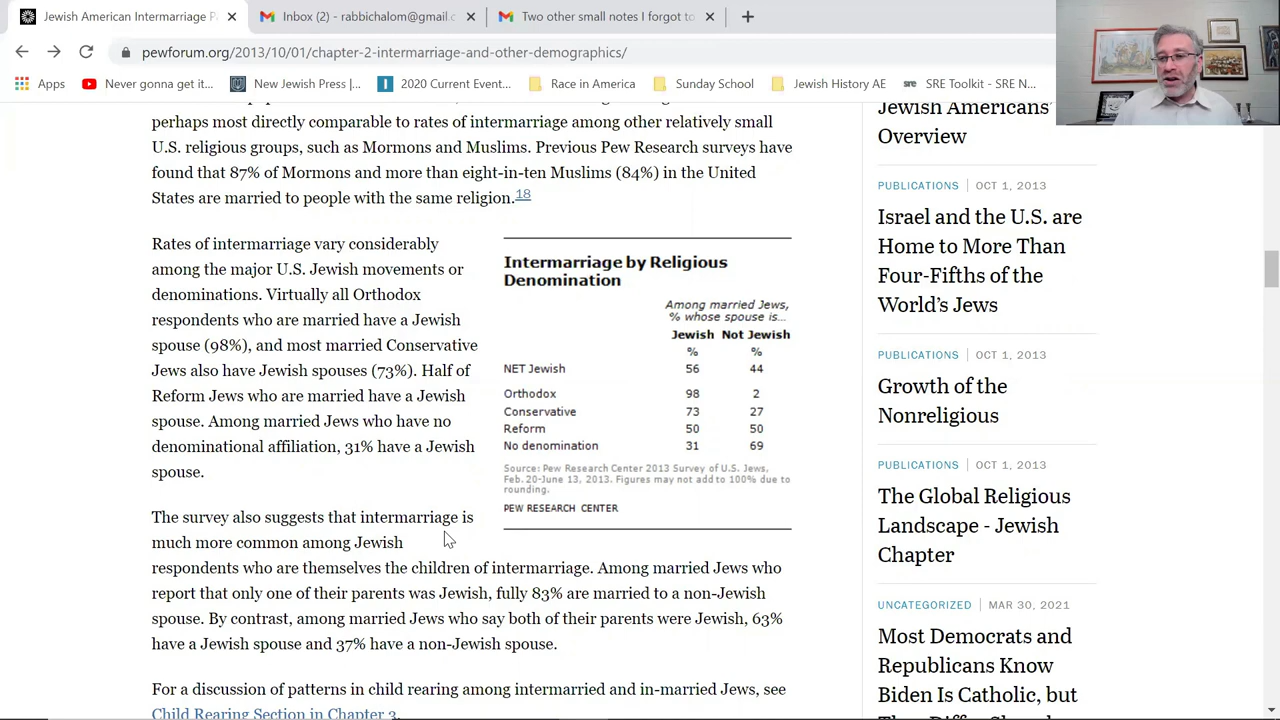 Jewish American Intermarriage P
Inbox (2) - rabbichalom@gmail.
Two other small notes I forgot to
pewforum.org/2013/10/01/chapter-2-intermarriage-and-other-demographics/
Apps
Never gonna get it...
New Jewish Press |...
2020 Current Event...
Race in America
Sunday School
Jewish History AE
SRE Toolkit - SRE N...
perhaps most directly comparable to rates of intermarriage among other relatively small
U.S. religious groups, such as Mormons and Muslims. Previous Pew Research surveys have
found that 87% of Mormons and more than eight-in-ten Muslims (84%) in the United
States are married to people with the same religion.18
Rates of intermarriage vary considerably
among the major U.S. Jewish movements or
denominations. Virtually all Orthodox
respondents who are married have a Jewish
spouse (98%), and most married Conservative
Jews also have Jewish spouses (73%). Half of
Reform Jews who are married have a Jewish
spouse. Among married Jews who have no
denominational affiliation, 31% have a Jewish
spouse.
Intermarriage by Religious
Denomination
Among married Jews,
% whose spouse is...
Jewish Not Jewish
% %
NET Jewish 56 44
Orthodox 98 2
Conservative 73 27
Reform 50 50
No denomination 31 69
Source: Pew Research Center 2013 Survey of U.S. Jews,
Feb. 20-June 13, 2013. Figures may not add to 100% due to
rounding.
PEW RESEARCH CENTER
The survey also suggests that intermarriage is
much more common among Jewish
respondents who are themselves the children of intermarriage. Among married Jews who
report that only one of their parents was Jewish, fully 83% are married to a non-Jewish
spouse. By contrast, among married Jews who say both of their parents were Jewish, 63%
have a Jewish spouse and 37% have a non-Jewish spouse.
For a discussion of patterns in child rearing among intermarried and in-married Jews, see
Child Rearing Section in Chapter 3.
Jewish Americans'
Overview
PUBLICATIONS | OCT 1, 2013
Israel and the U.S. are
Home to More Than
Four-Fifths of the
World's Jews
PUBLICATIONS | OCT 1, 2013
Growth of the
Nonreligious
PUBLICATIONS | OCT 1, 2013
The Global Religious
Landscape - Jewish
Chapter
UNCATEGORIZED | MAR 30, 2021
Most Democrats and
Republicans Know
Biden Is Catholic, but